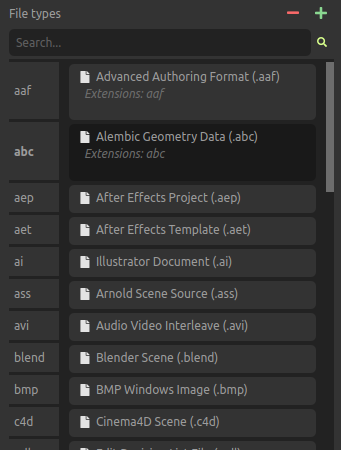 File types
Search...
aaf
Advanced Authoring Format (.aaf)
Extensions: aaf
abc
Alembic Geometry Data (.abc)
Extensions: abc
aep
After Effects Project (.aep)
aet
After Effects Template (.aet)
ai
Illustrator Document (.ai)
ass
Arnold Scene Source (.ass)
avi
Audio Video Interleave (.avi)
blend
Blender Scene (.blend)
bmp
BMP Windows Image (.bmp)
c4d
Cinema4D Scene (.c4d)